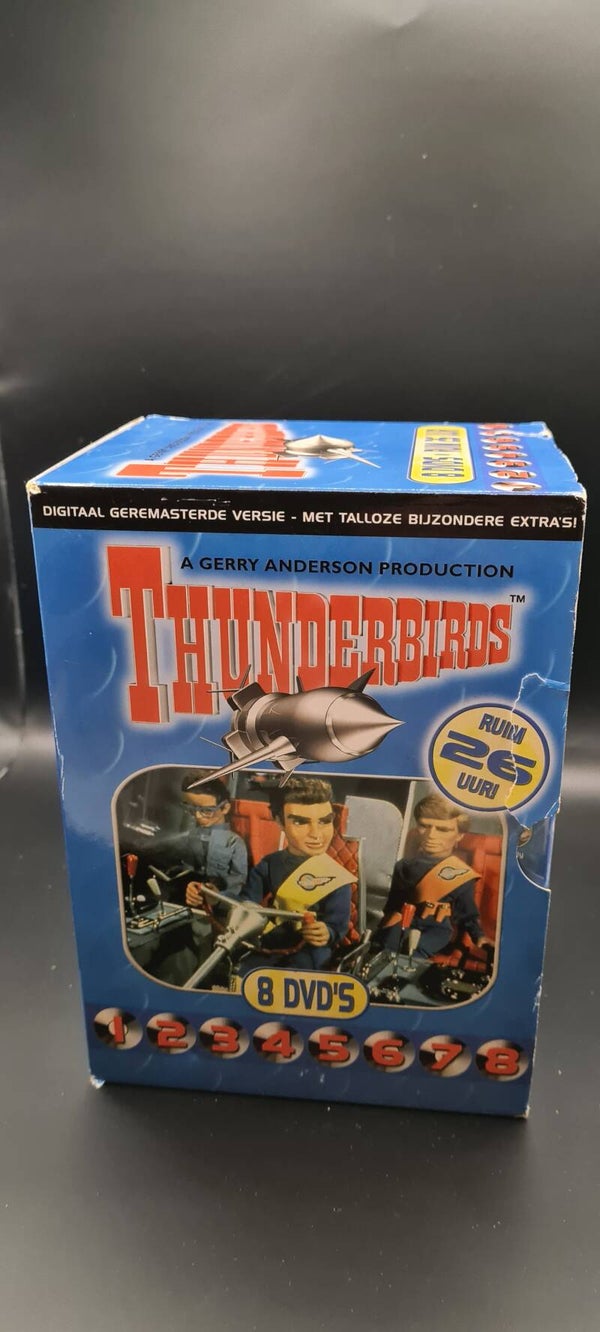 THUNDERBIRDS
DIGITAAL GEREMASTERDE VERSIE - MET TALLOZE BIJZONDERE EXTRA'S!
A GERRY ANDERSON PRODUCTION
THUNDERBIRDS™
RUIM
26
UUR!
8 DVD'S
1 2 3 4 5 6 7 8